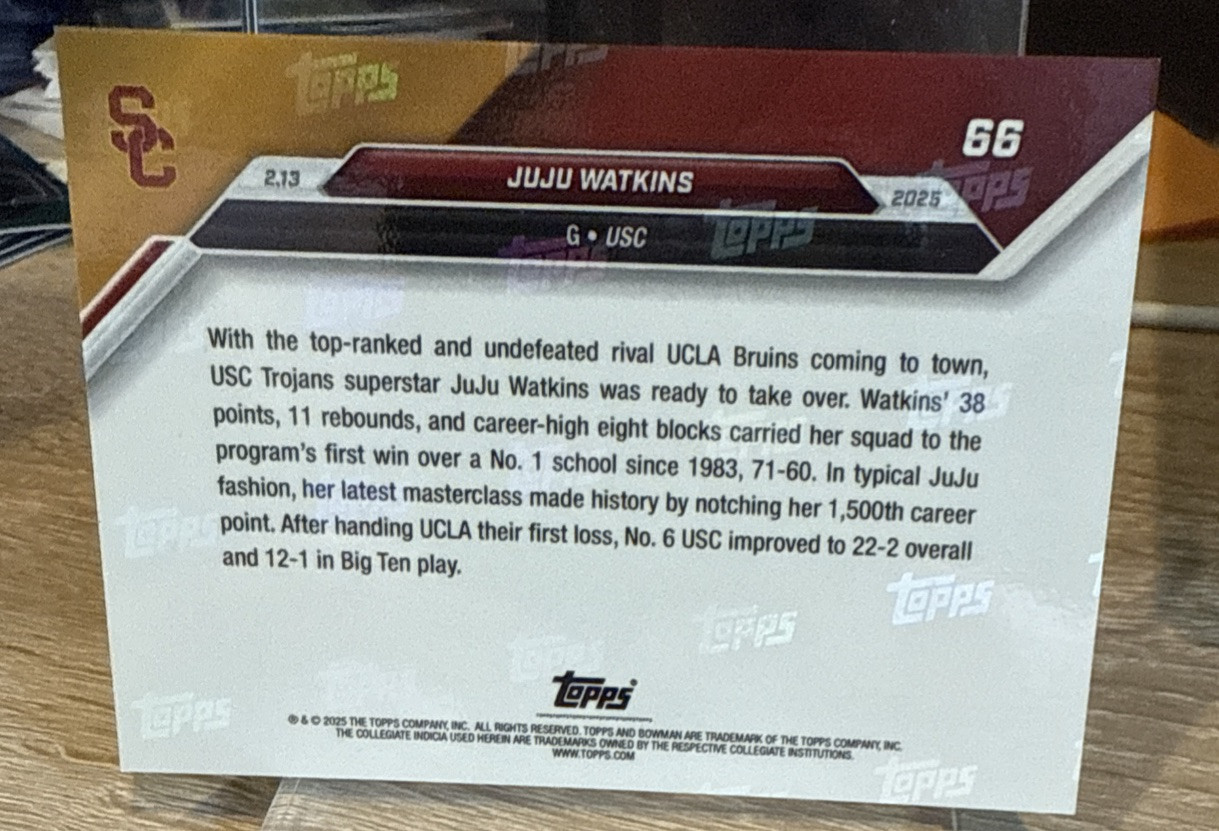 SC
66
2.13
JUJU WATKINS
2025
G • USC
With the top-ranked and undefeated rival UCLA Bruins coming to town,
USC Trojans superstar JuJu Watkins was ready to take over. Watkins' 38
points, 11 rebounds, and career-high eight blocks carried her squad to the
program's first win over a No. 1 school since 1983, 71-60. In typical JuJu
fashion, her latest masterclass made history by notching her 1,500th career
point. After handing UCLA their first loss, No. 6 USC improved to 22-2 overall
and 12-1 in Big Ten play.
topps®
® & © 2025 THE TOPPS COMPANY, INC. ALL RIGHTS RESERVED. TOPPS AND BOWMAN ARE TRADEMARK OF THE TOPPS COMPANY, INC.
THE COLLEGIATE INDICIA USED HEREIN ARE TRADEMARKS OWNED BY THE RESPECTIVE COLLEGIATE INSTITUTIONS.
WWW.TOPPS.COM